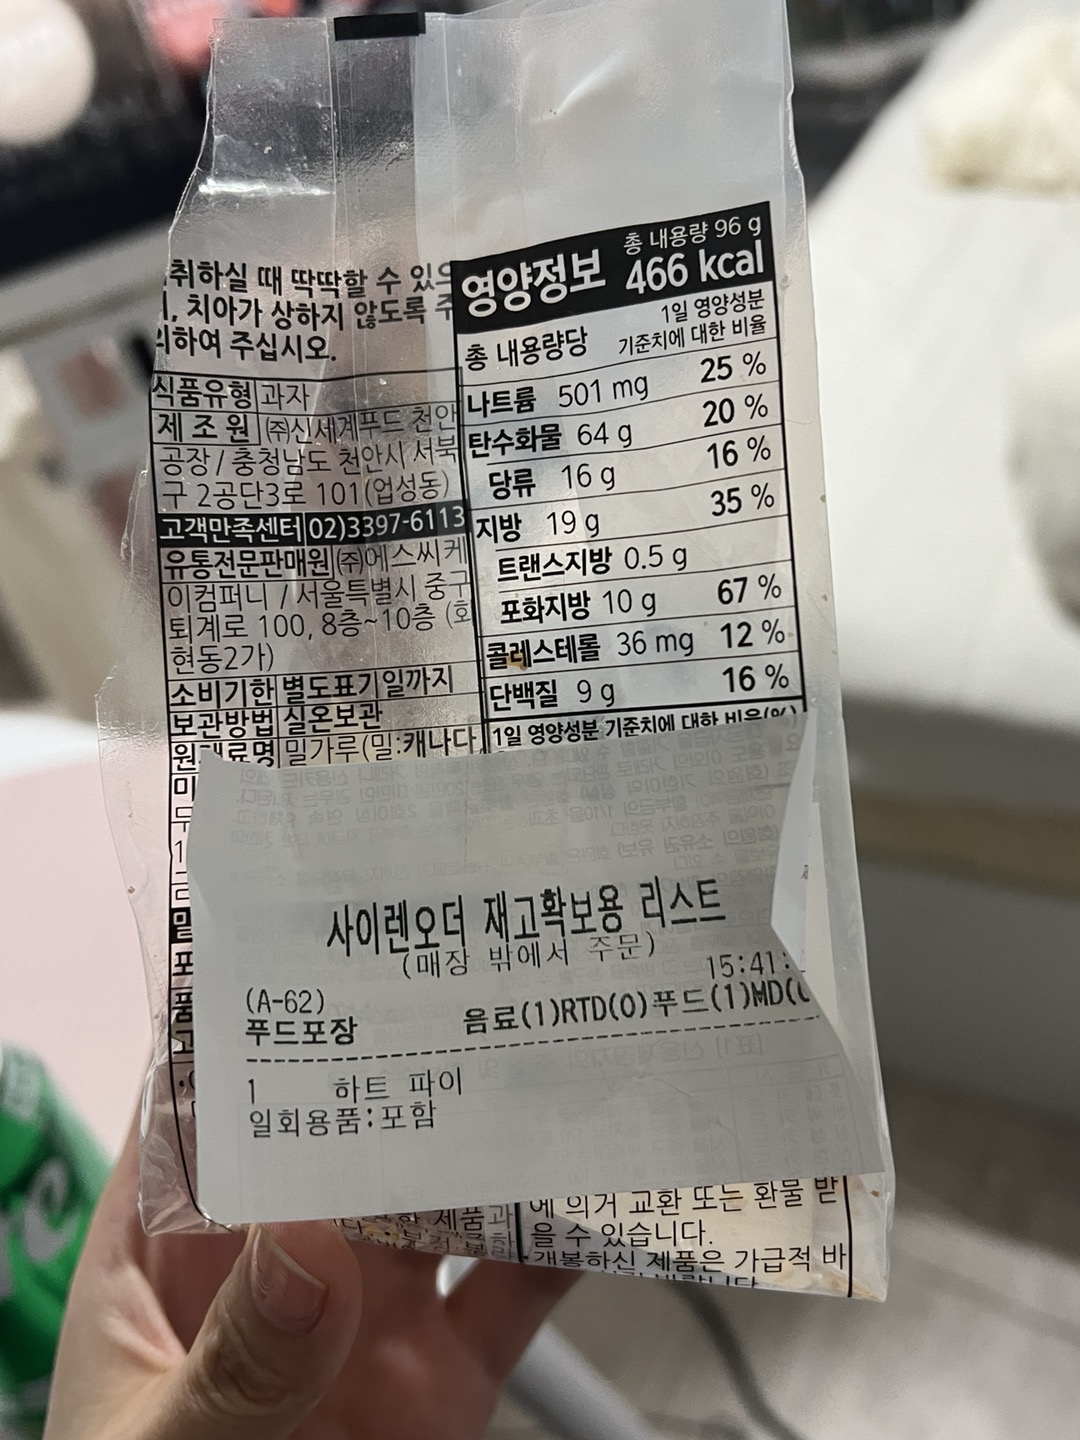 취하실 때 딱딱할 수 있으
치아가 상하지 않도록 주
의하여 주십시오.
식품유형 과자
제 조 원 (주)신세계푸드 천안
공장 / 충청남도 천안시 서북
구 2공단3로 101(업성동)
고객만족센터 02)3397-6113
유통전문판매원 (주)에스씨케
이컴퍼니 / 서울특별시 중구
퇴계로 100, 8층~10층 (회
현동2가)
소비기한 별도표기일까지
보관방법 실온보관
원재료명 밀가루(밀:캐나다
영양정보
총 내용량 96 g
466 kcal
총 내용량당
1일 영양성분
기준치에 대한 비율
나트륨 501 mg 25 %
탄수화물 64 g 20 %
당류 16 g 16 %
지방 19 g 35 %
트랜스지방 0.5 g
포화지방 10 g 67 %
콜레스테롤 36 mg 12 %
단백질 9 g 16 %
1일 영양성분 기준치에 대한 비율(%)
사이렌오더 재고확보용 리스트
(매장 밖에서 주문)
15:41:
(A-62)
푸드포장 음료(1)RTD(0)푸드(1)MD(
1 하트 파이
일회용품:포함
제품과
에 의거 교환 또는 환불 받
을 수 있습니다.
개봉하신 제품은 가급적 바